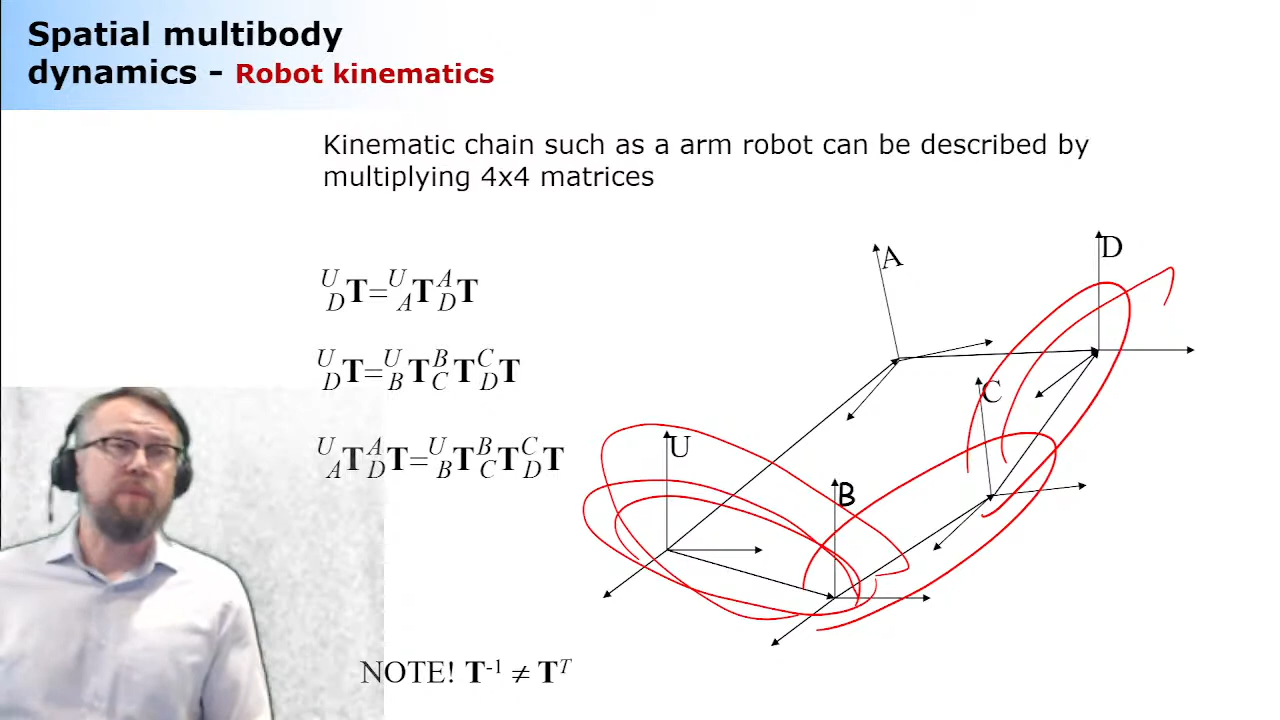 Spatial multibody
dynamics - Robot kinematics
Kinematic chain such as a arm robot can be described by
multiplying 4x4 matrices
A
D
U
B
C
{}^{U}_{D}T={}^{U}_{A}T{}^{A}_{D}T
{}^{U}_{D}T={}^{U}_{B}T{}^{B}_{C}T{}^{C}_{D}T
{}^{U}_{A}T{}^{A}_{D}T={}^{U}_{B}T{}^{B}_{C}T{}^{C}_{D}T
NOTE! T^{-1} ≠ T^{T}